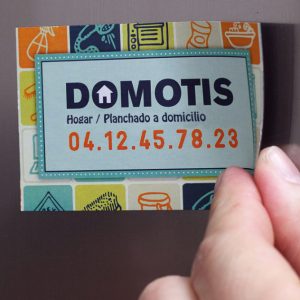 DOMOTIS
Hogar / Planchado a domicilio
04.12.45.78.23